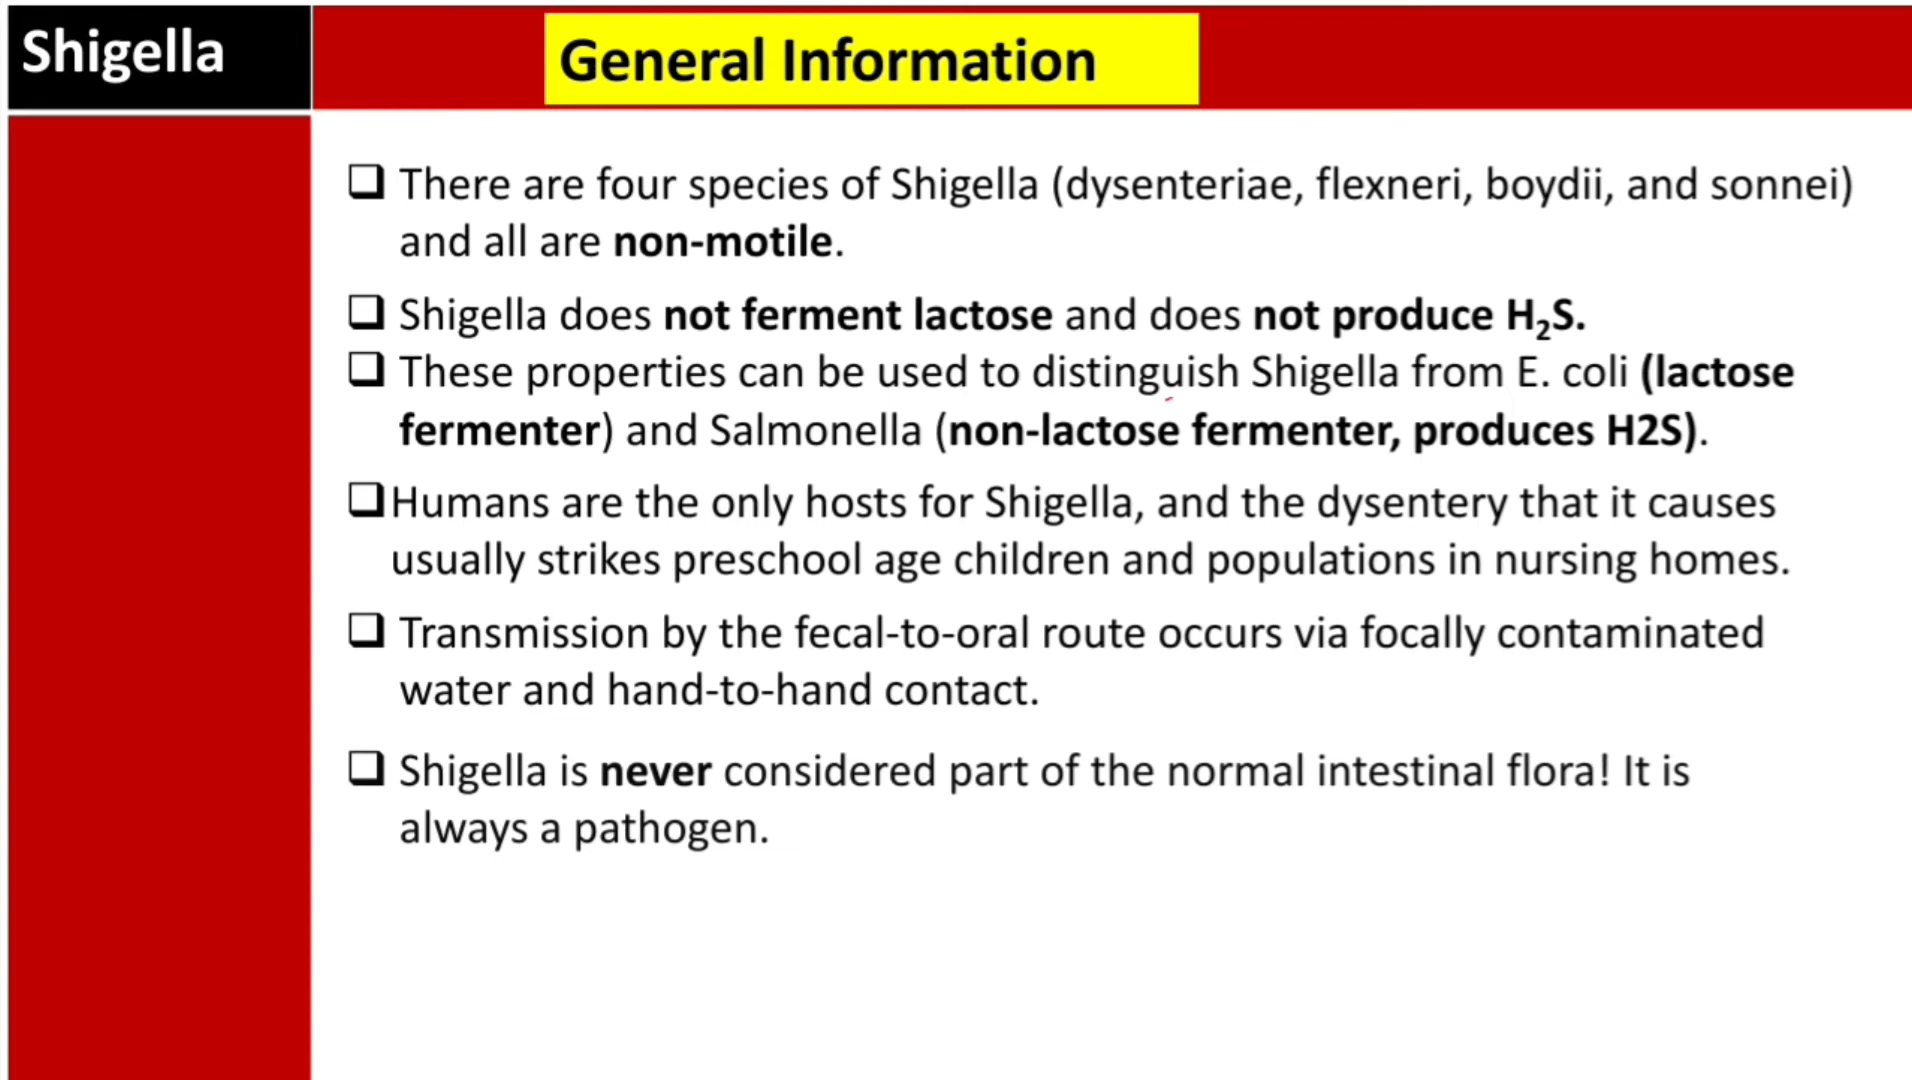 Shigella
General Information
❑ There are four species of Shigella (dysenteriae, flexneri, boydii, and sonnei)
and all are non-motile.
❑ Shigella does not ferment lactose and does not produce H₂S.
❑ These properties can be used to distinguish Shigella from E. coli (lactose
fermenter) and Salmonella (non-lactose fermenter, produces H2S).
❑Humans are the only hosts for Shigella, and the dysentery that it causes
usually strikes preschool age children and populations in nursing homes.
❑ Transmission by the fecal-to-oral route occurs via focally contaminated
water and hand-to-hand contact.
❑ Shigella is never considered part of the normal intestinal flora! It is
always a pathogen.